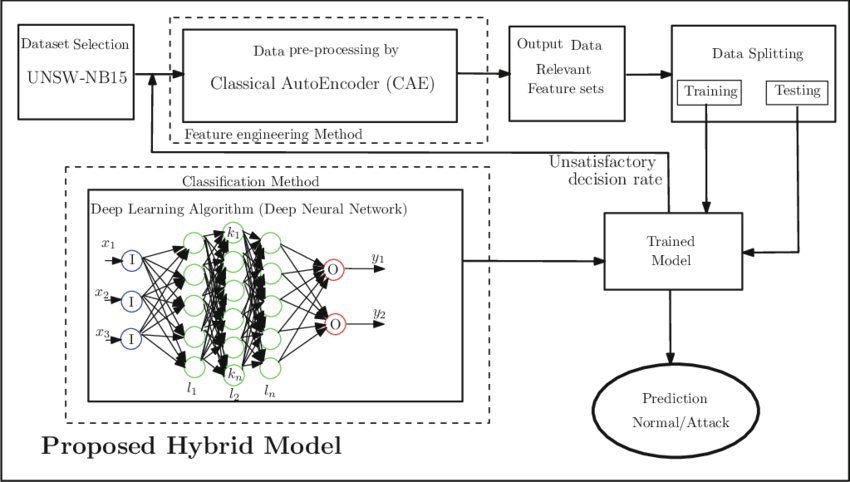 Dataset Selection
UNSW-NB15
Data pre-processing by
Classical AutoEncoder (CAE)
Feature engineering Method
Output Data
Relevant
Feature sets
Data Splitting
Training
Testing
Unsatisfactory
decision rate
Classification Method
Deep Learning Algorithm (Deep Neural Network)
x1
x2
x3
I
I
I
k1
kn
l1
l2
ln
O
O
y1
y2
Trained
Model
Prediction
Normal/Attack
Proposed Hybrid Model